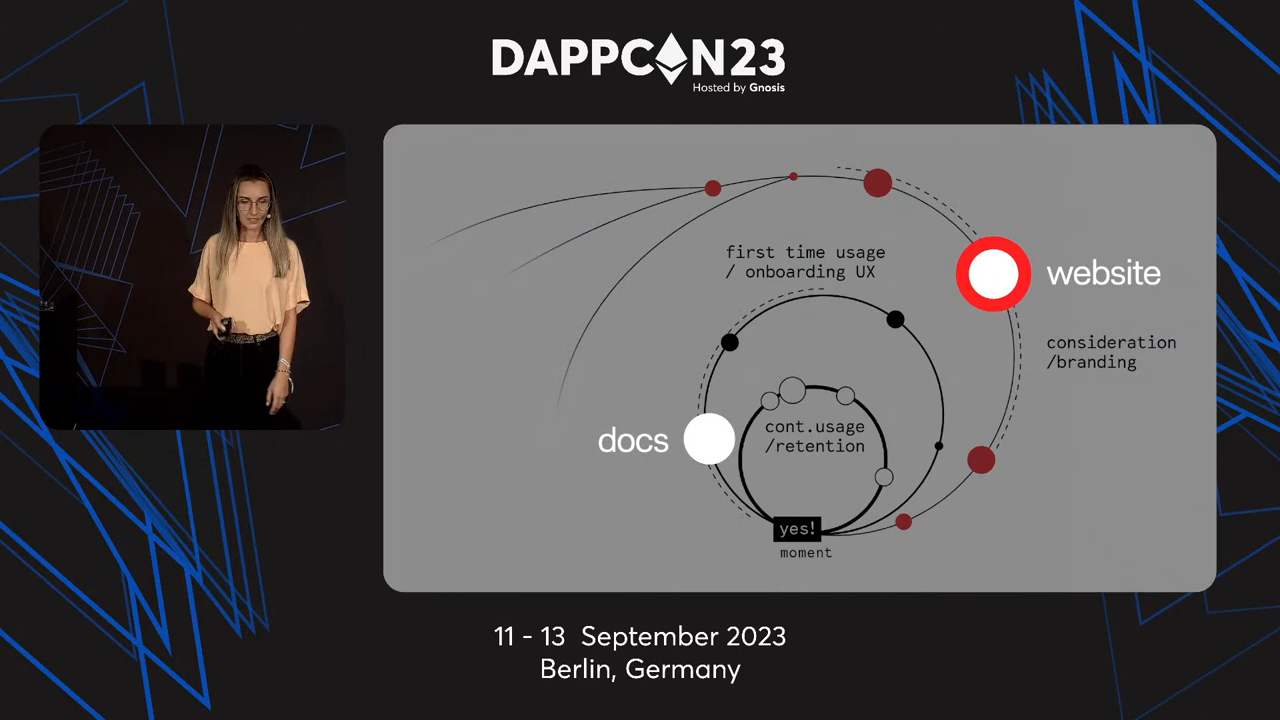 DAPPCON23
Hosted by Gnosis
first time usage
/ onboarding UX
website
consideration
/branding
docs
cont.usage
/retention
yes!
moment
11 - 13 September 2023
Berlin, Germany